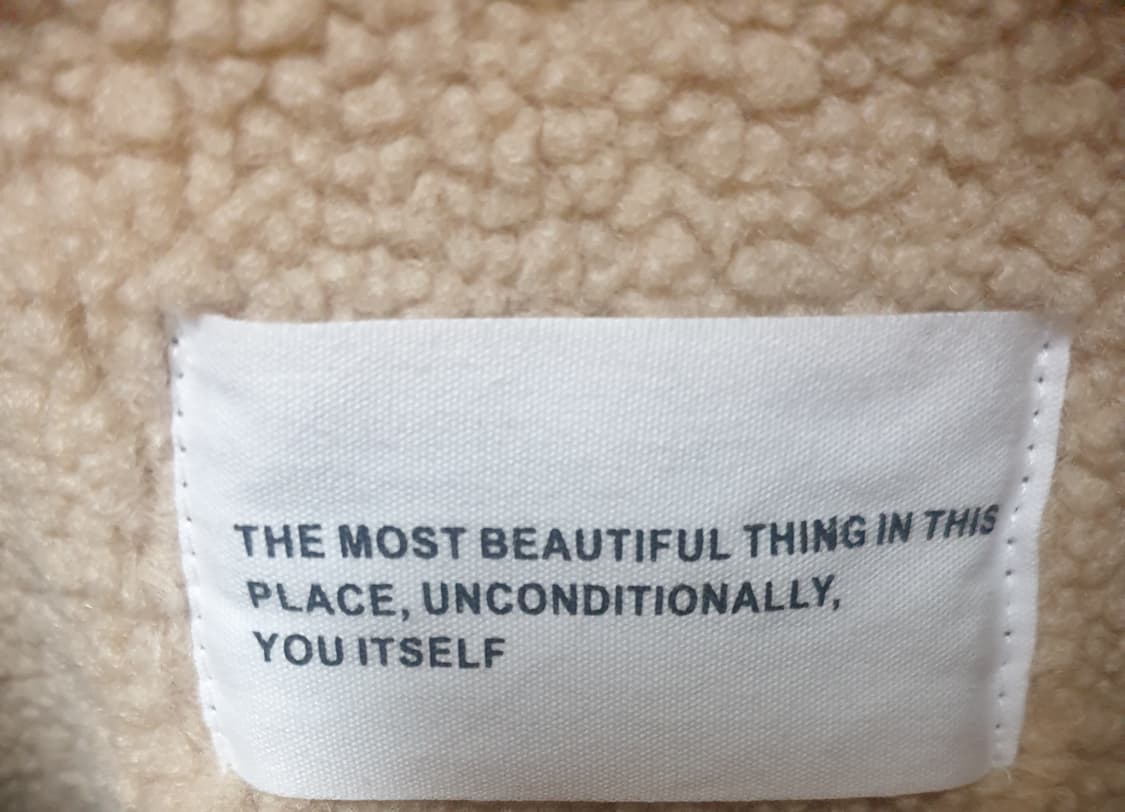 THE MOST BEAUTIFUL THING IN THIS
PLACE, UNCONDITIONALLY,
YOU ITSELF